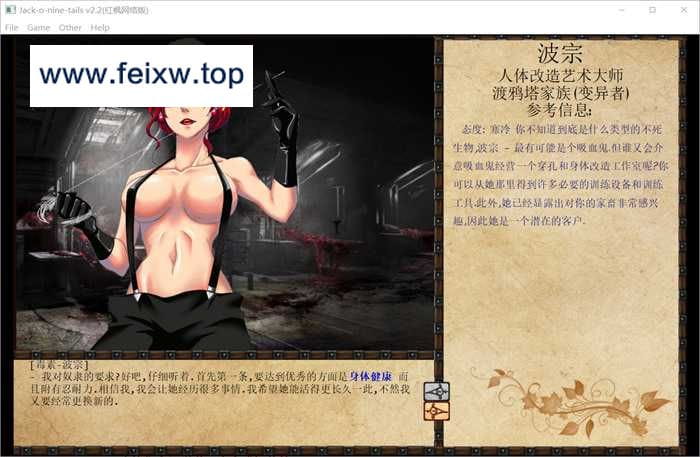 Jack-o-nine-tails v2.2(红枫网络版)
File Game Other Help
www.feixw.top
波宗
人体改造艺术大师
渡鸦塔家族(变异者)
参考信息:
态度: 寒冷 你不知道到底是什么类型的不死
生物,波宗 - 最有可能是个吸血鬼.但谁又会介
意吸血鬼经营一个穿孔和身体改造工作室呢?你
可以从她那里得到许多必要的训练设备和训练
工具.此外,她已经显露出对你的家畜非常感兴
趣,因此她是一个潜在的客户.
[毒素-波宗]
- 我对奴隶的要求?好吧,仔细听着.首先第一条,要达到优秀的方面是 身体健康 而
且附有忍耐力.相信我,我会让她经历很多事情.我希望她能活得更长久一此,不然我
又要经常更换新的.